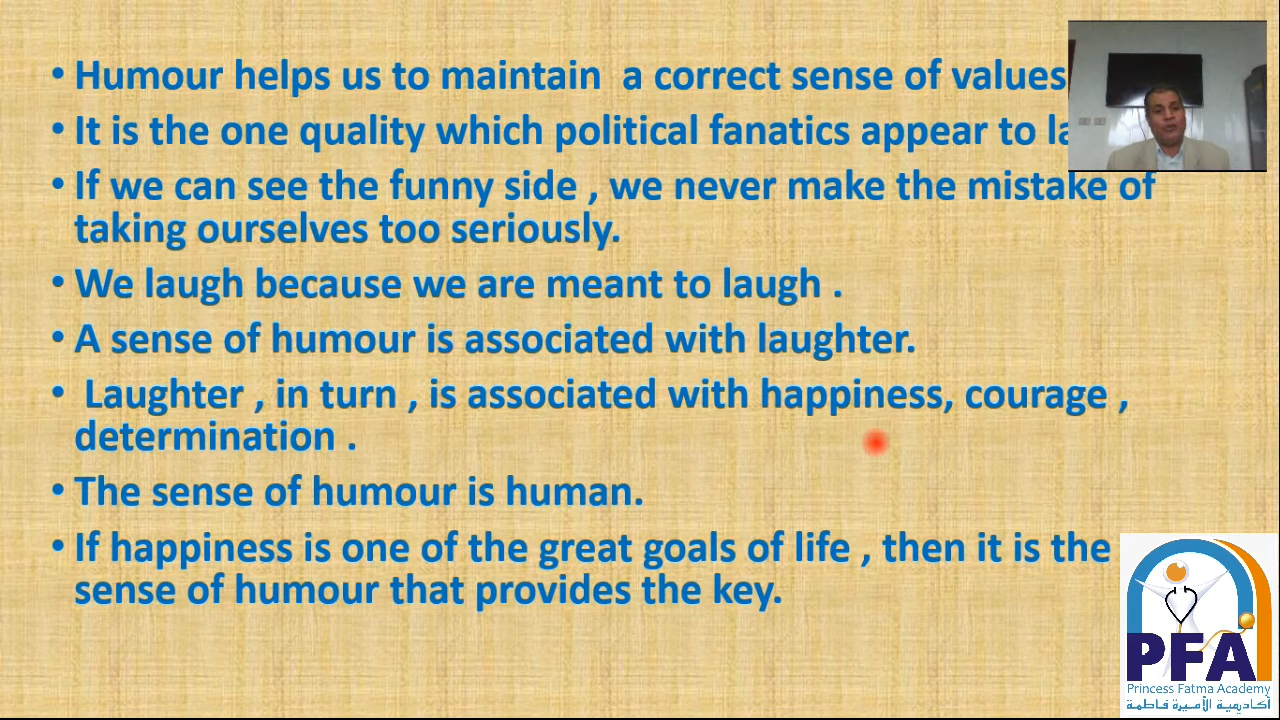 • Humour helps us to maintain  a correct sense of values
• It is the one quality which political fanatics appear to
• If we can see the funny side , we never make the mistake of
taking ourselves too seriously.
• We laugh because we are meant to laugh .
• A sense of humour is associated with laughter.
•  Laughter , in turn , is associated with happiness, courage ,
determination .
• The sense of humour is human.
• If happiness is one of the great goals of life , then it is the
sense of humour that provides the key.
PFA
Princess Fatma Academy
أكاديمية الأميرة فاطمة